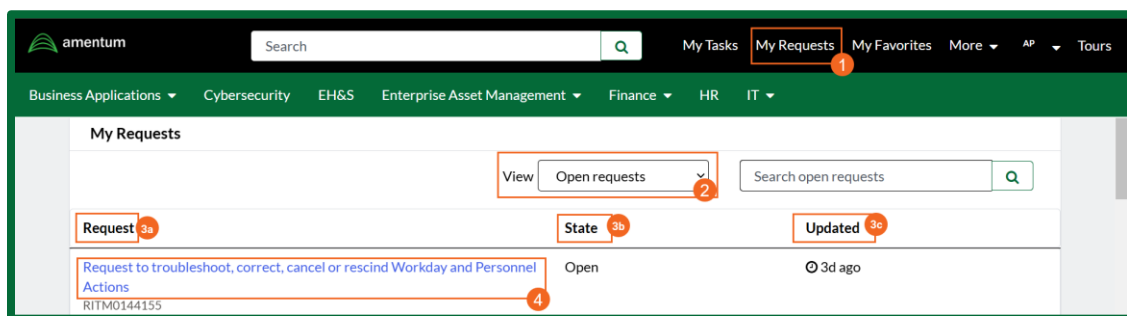 amentum Search My Tasks My Requests My Favorites More AP Tours
1
Business Applications Cybersecurity EH&S Enterprise Asset Management Finance HR IT
My Requests
View Open requests Search open requests
2
Request 3a State 3b Updated 3c
Request to troubleshoot, correct, cancel or rescind Workday and Personnel Open 3d ago
Actions
4
RITM0144155